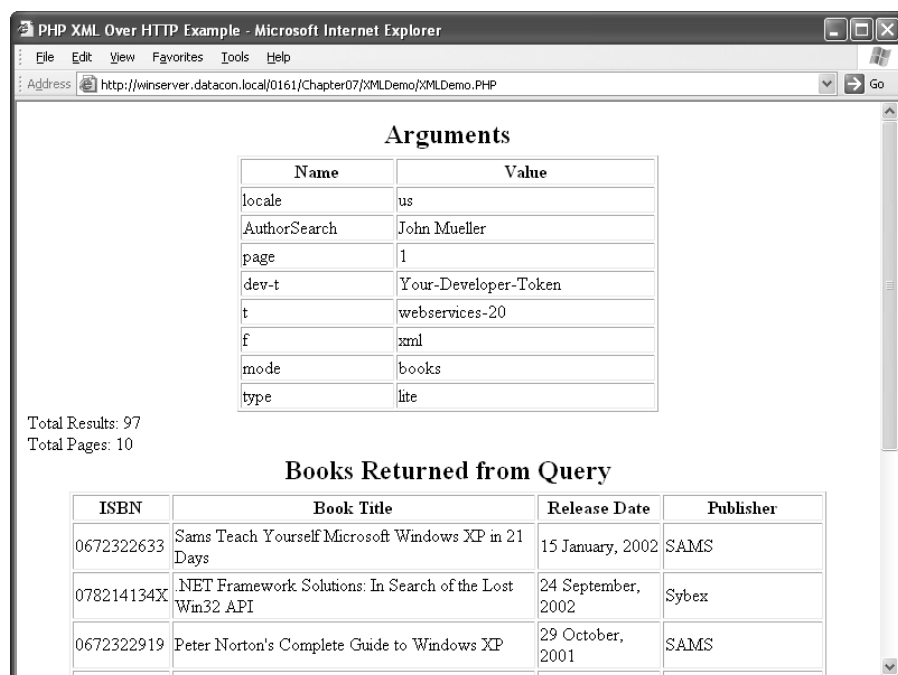 PHP XML Over HTTP Example - Microsoft Internet Explorer
File Edit View Favorites Tools Help
Address http://winserver.datacon.local/0161/Chapter07/XMLDemo/XMLDemo.PHP Go
Arguments
Name Value
locale us
AuthorSearch John Mueller
page 1
dev-t Your-Developer-Token
t webservices-20
f xml
mode books
type lite
Total Results: 97
Total Pages: 10
Books Returned from Query
ISBN Book Title Release Date Publisher
0672322633 Sams Teach Yourself Microsoft Windows XP in 21 Days 15 January, 2002 SAMS
078214134X .NET Framework Solutions: In Search of the Lost Win32 API 24 September, 2002 Sybex
0672322919 Peter Norton's Complete Guide to Windows XP 29 October, 2001 SAMS